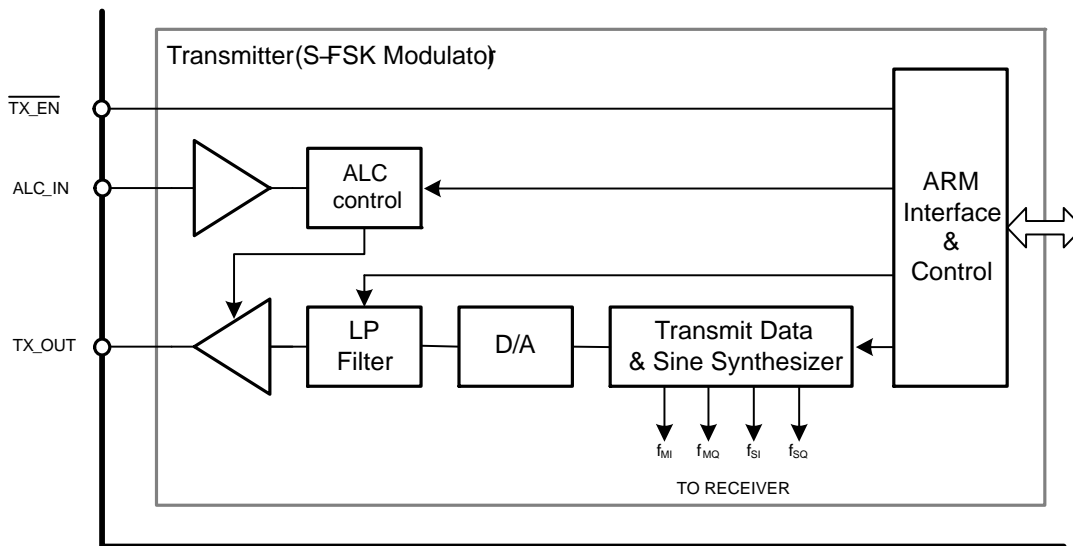 Transmitter(S-FSK Modulator)
TX_EN
ALC_IN
ALC
control
ARM
Interface
&
Control
TX_OUT
LP
Filter
D/A
Transmit Data
& Sine Synthesizer
fMI
fMQ
fSI
fSQ
TO RECEIVER